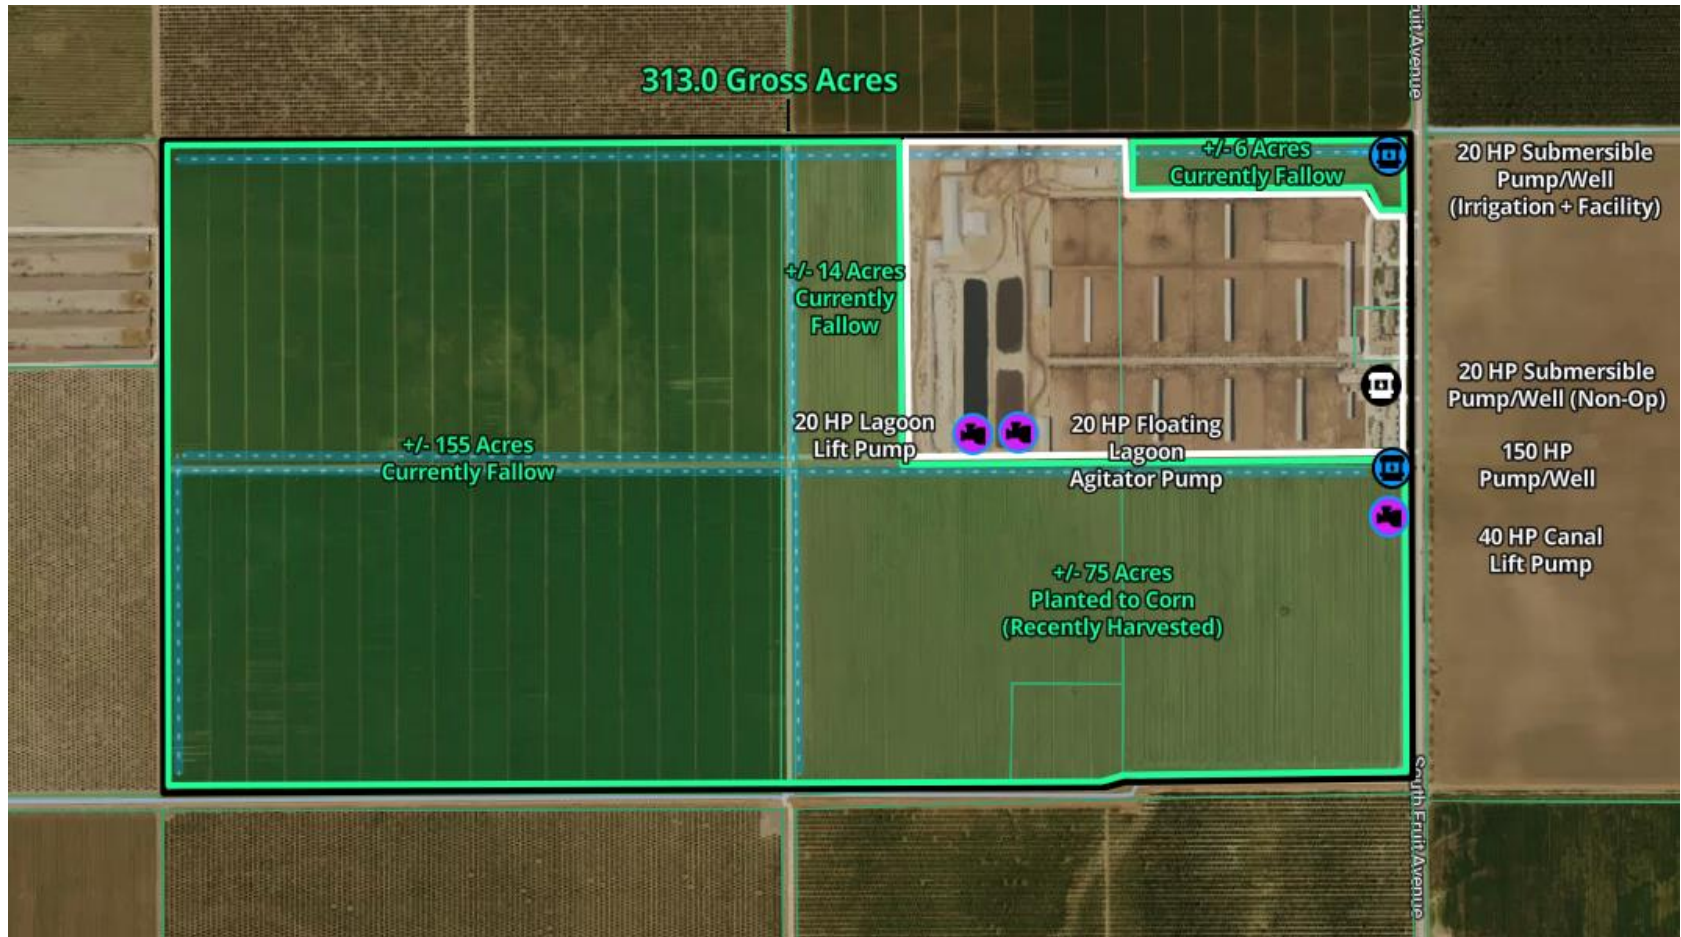 uit Avenue
313.0 Gross Acres
+/- 6 Acres
Currently Fallow
20 HP Submersible
Pump/Well
(Irrigation + Facility)
+/- 14 Acres
Currently
Fallow
20 HP Submersible
Pump/Well (Non-Op)
20 HP Lagoon
Lift Pump
20 HP Floating
Lagoon
Agitator Pump
+/- 155 Acres
Currently Fallow
150 HP
Pump/Well
40 HP Canal
Lift Pump
+/- 75 Acres
Planted to Corn
(Recently Harvested)
South Fruit Avenue